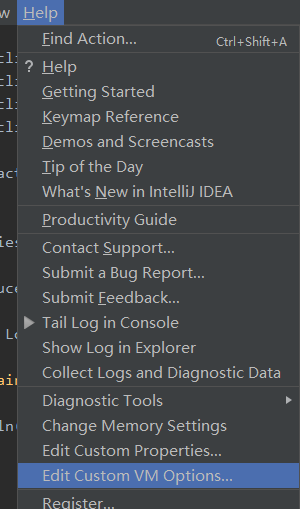 w Help
Find Action... Ctrl+Shift+A
? Help
Getting Started
Keymap Reference
Demos and Screencasts
Tip of the Day
What's New in IntelliJ IDEA
Productivity Guide
Contact Support...
Submit a Bug Report...
Submit Feedback...
Tail Log in Console
Show Log in Explorer
Collect Logs and Diagnostic Data
Diagnostic Tools
Change Memory Settings
Edit Custom Properties...
Edit Custom VM Options...
Register...